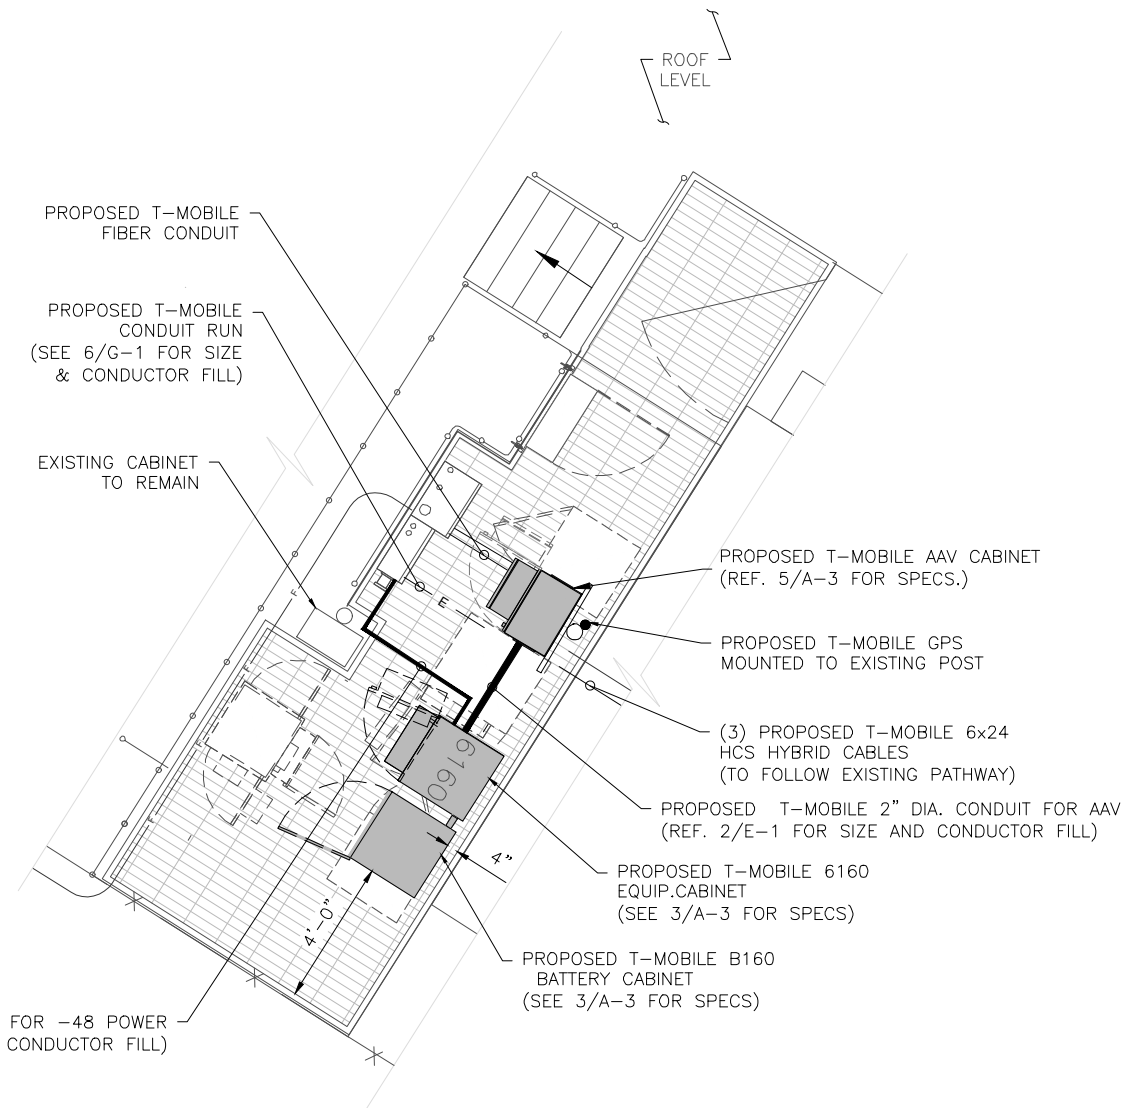 ROOF
LEVEL
PROPOSED T-MOBILE
FIBER CONDUIT
PROPOSED T-MOBILE
CONDUIT RUN
(SEE 6/G-1 FOR SIZE
& CONDUCTOR FILL)
EXISTING CABINET
TO REMAIN
E
PROPOSED T-MOBILE AAV CABINET
(REF. 5/A-3 FOR SPECS.)
PROPOSED T-MOBILE GPS
MOUNTED TO EXISTING POST
(3) PROPOSED T-MOBILE 6x24
HCS HYBRID CABLES
(TO FOLLOW EXISTING PATHWAY)
6160
PROPOSED T-MOBILE 2" DIA. CONDUIT FOR AAV
(REF. 2/E-1 FOR SIZE AND CONDUCTOR FILL)
4"
PROPOSED T-MOBILE 6160
EQUIP.CABINET
(SEE 3/A-3 FOR SPECS)
4'-0"
PROPOSED T-MOBILE B160
BATTERY CABINET
(SEE 3/A-3 FOR SPECS)
FOR -48 POWER
CONDUCTOR FILL)